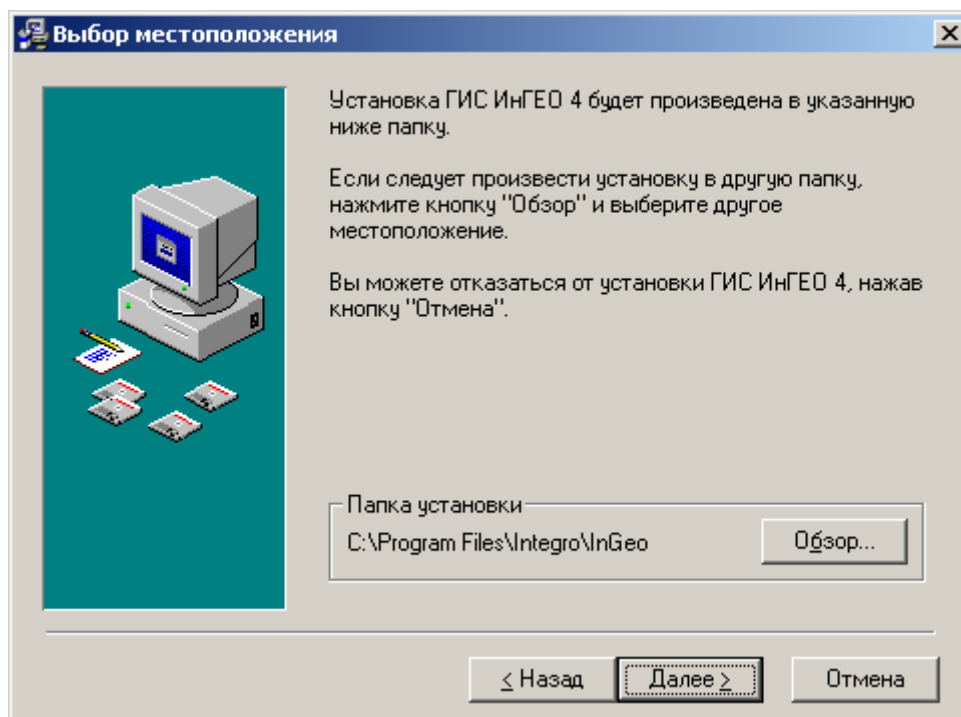 Выбор местоположения
Установка ГИС ИнГЕО 4 будет произведена в указанную
ниже папку.
Если следует произвести установку в другую папку,
нажмите кнопку "Обзор" и выберите другое
местоположение.
Вы можете отказаться от установки ГИС ИнГЕО 4, нажав
кнопку "Отмена".
Папка установки
C:\Program Files\Integro\InGeo
Обзор...
< Назад
Далее >
Отмена